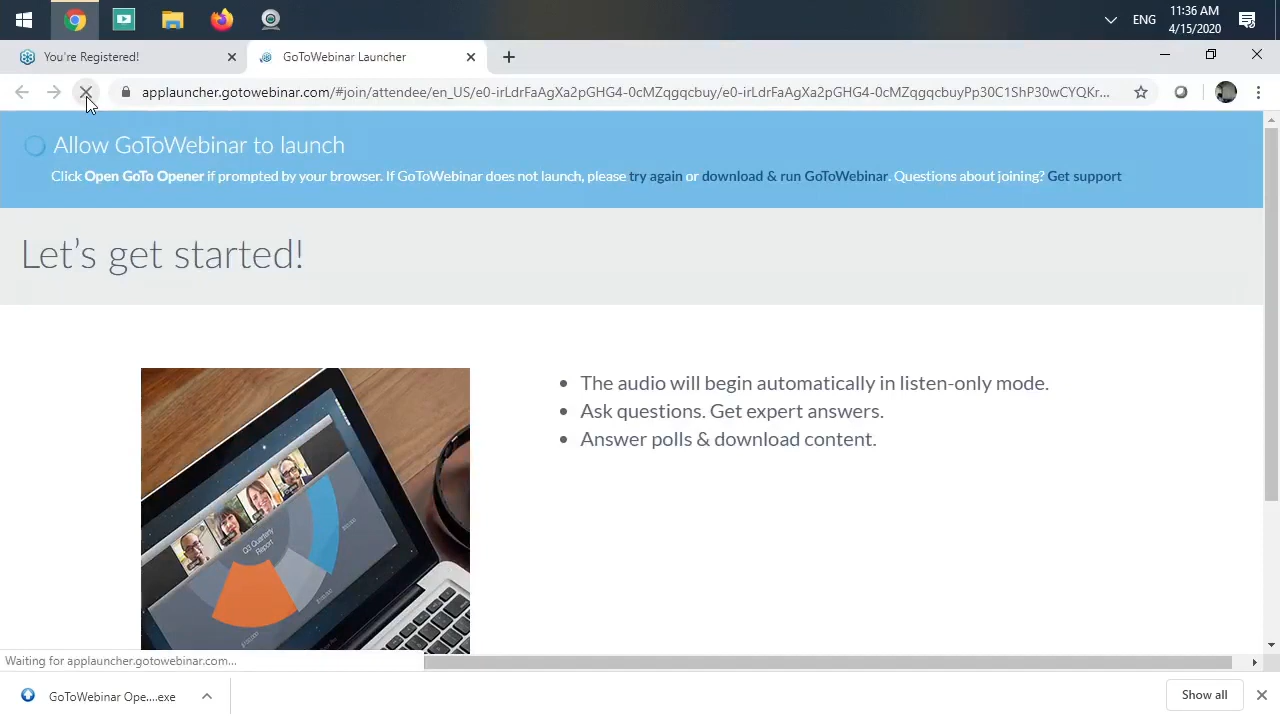 11:36 AM
ENG
4/15/2020
You're Registered!
GoToWebinar Launcher
applauncher.gotowebinar.com/#join/attendee/en_US/e0-irLdrFaAgXa2pGHG4-0cMZqgqcbuy/e0-irLdrFaAgXa2pGHG4-0cMZqgqcbuyPp30C1ShP30wCYQKr...
Allow GoToWebinar to launch
Click Open GoTo Opener if prompted by your browser. If GoToWebinar does not launch, please try again or download & run GoToWebinar. Questions about joining? Get support
Let's get started!
The audio will begin automatically in listen-only mode.
Ask questions. Get expert answers.
Answer polls & download content.
Q3 Quarterly
Report
Waiting for applauncher.gotowebinar.com...
GoToWebinar Ope....exe
Show all